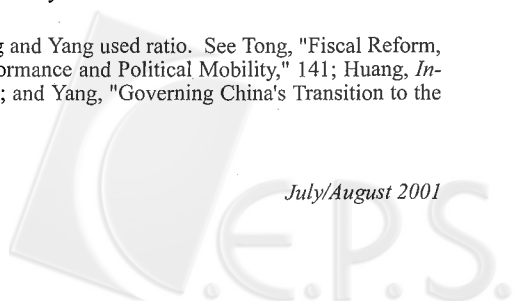 and Yang used ratio. See Tong, "Fiscal Reform,
and Political Mobility," 141; Huang, In-
; and Yang, "Governing China's Transition to the
July/August 2001
C.E.P.S.